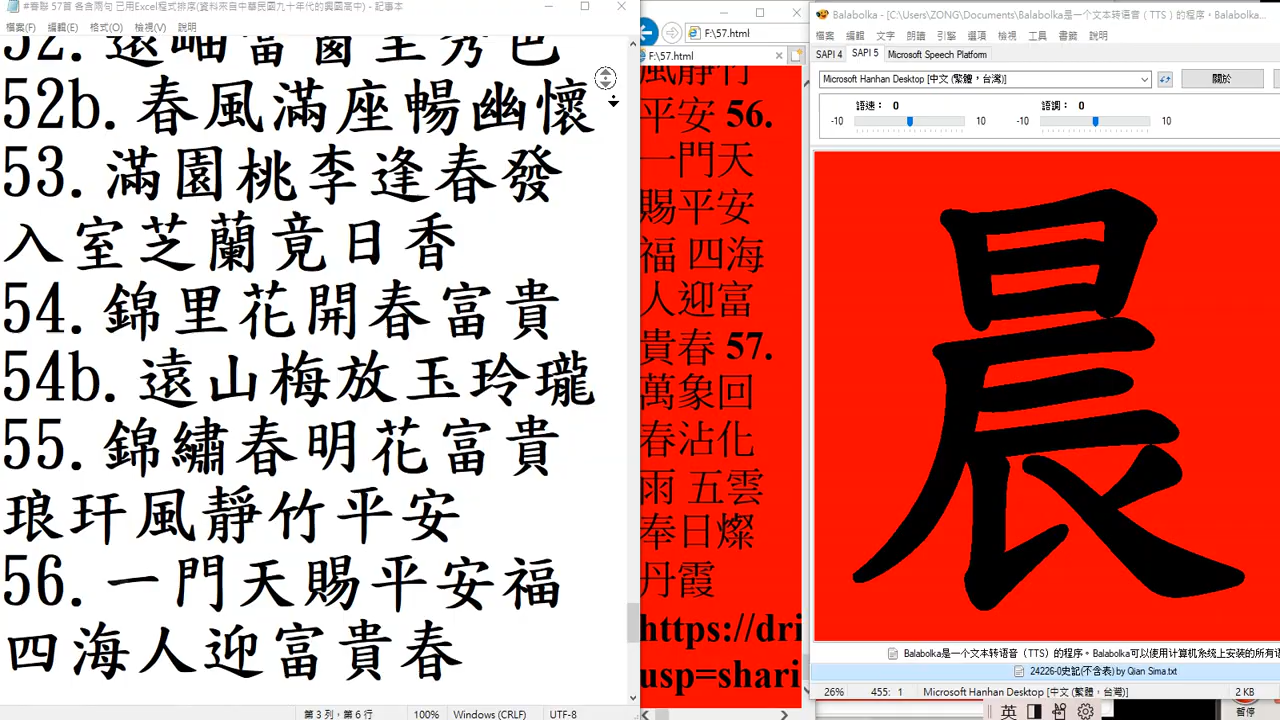 #春聯 57首 各含兩句 已用Excel程式排序(資料來自中華民國九十年代的興國高中) - 記事本
檔案(F) 編輯(E) 格式(O) 檢視(V) 說明
52. 遠岫當窗呈秀色
52b. 春風滿座暢幽懷
53. 滿園桃李逢春發
入室芝蘭竟日香
54. 錦里花開春富貴
54b. 遠山梅放玉玲瓏
55. 錦繡春明花富貴
琅玕風靜竹平安
56. 一門天賜平安福
四海人迎富貴春
第 3 列，第 6 行 100% Windows (CRLF) UTF-8
F:\57.html
F:\57.html
風靜竹
平安 56.
一門天
賜平安
福 四海
人迎富
貴春 57.
萬象回
春沾化
雨 五雲
奉日燦
丹霞
https://dri
usp=shari
Balabolka - [C:\Users\ZONG\Documents\Balabolka是一个文本转语音（TTS）的程序。Balabolka...
檔案 編輯 檢視 語音 引擎 選項 檢視 工具 書籤 說明
SAPI 4 SAPI 5 Microsoft Speech Platform
Microsoft Hanhan Desktop [中文 (繁體，台灣)]
關於
語速： 0 語調： 0
-10 10 -10 10
晨
Balabolka是一个文本转语音（TTS）的程序。Balabolka可以使用计算机系统上安装的所有语
24226-0史記(不含表) by Qian Sima.txt
26% 455: 1 Microsoft Hanhan Desktop [中文 (繁體，台灣)] 2 KB
英
暫停